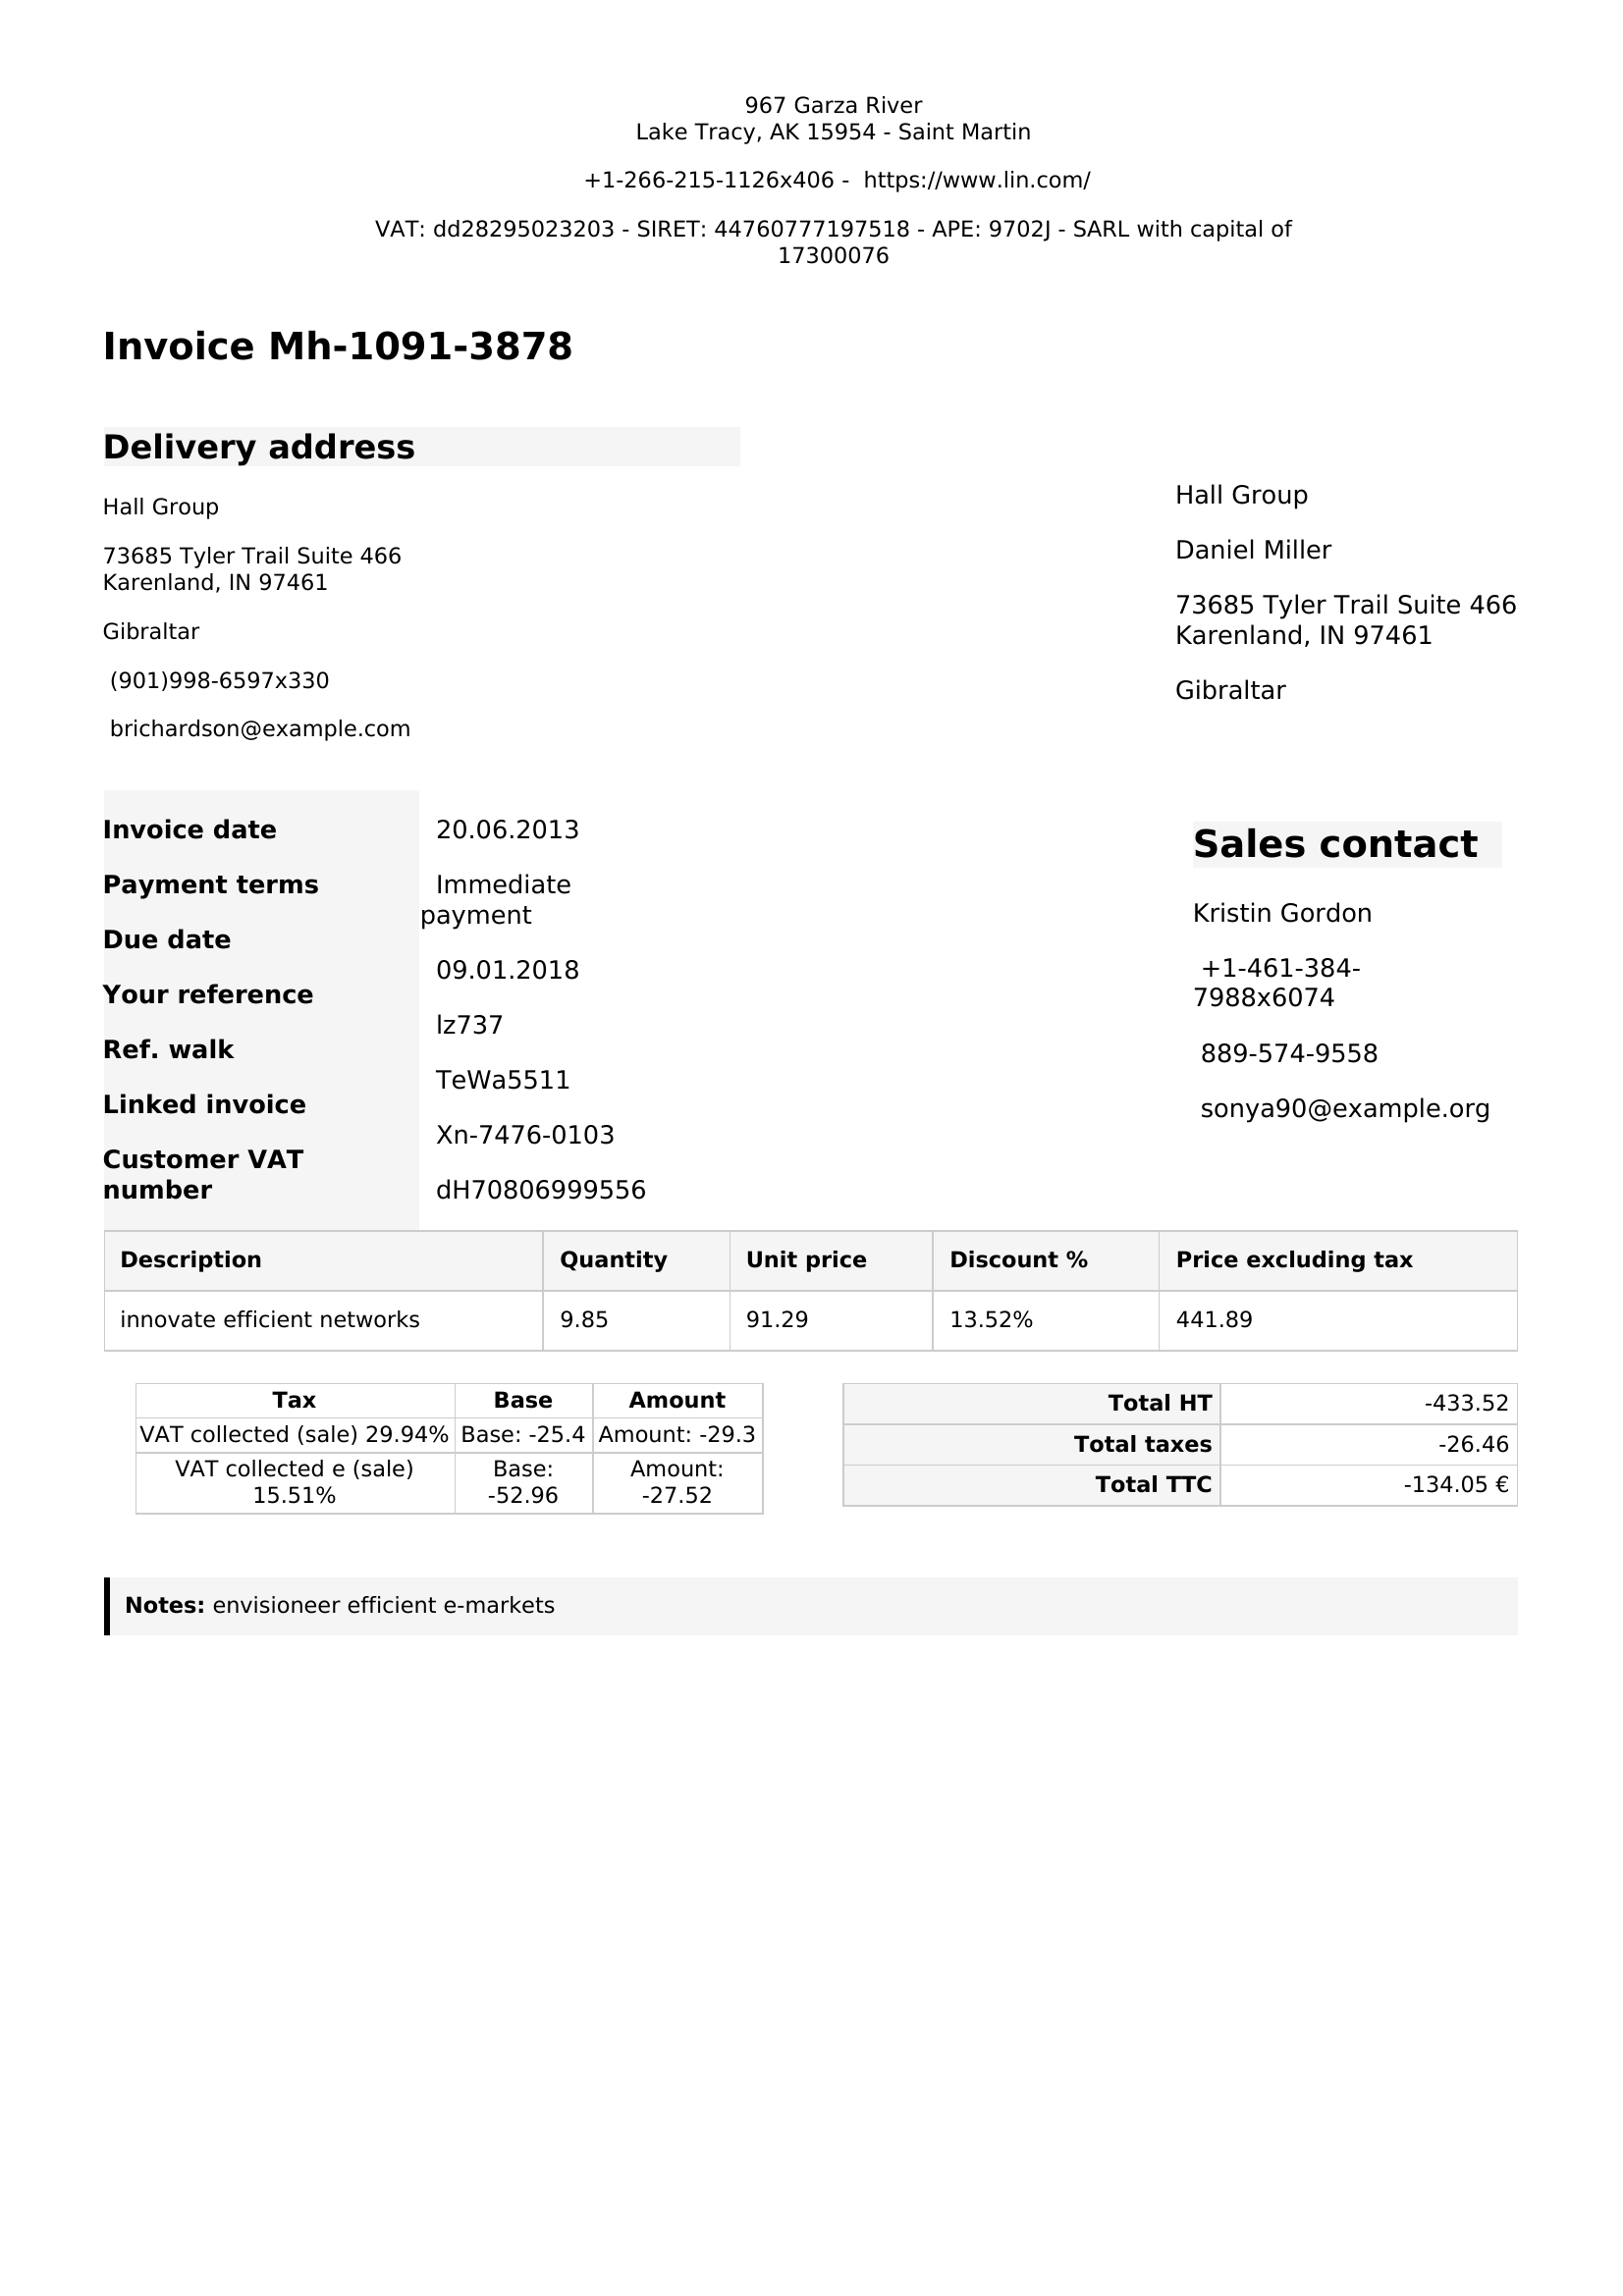 967 Garza River
Lake Tracy, AK 15954 - Saint Martin
+1-266-215-1126x406 - https://www.lin.com/
VAT: dd28295023203 - SIRET: 44760777197518 - APE: 9702J - SARL with capital of
17300076
Invoice Mh-1091-3878
Delivery address
Hall Group
73685 Tyler Trail Suite 466
Karenland, IN 97461
Gibraltar
(901)998-6597x330
brichardson@example.com
Hall Group
Daniel Miller
73685 Tyler Trail Suite 466
Karenland, IN 97461
Gibraltar
Invoice date
Payment terms
Due date
Your reference
Ref. walk
Linked invoice
Customer VAT
number
20.06.2013
Immediate
payment
09.01.2018
lz737
TeWa5511
Xn-7476-0103
dH70806999556
Sales contact
Kristin Gordon
+1-461-384-
7988x6074
889-574-9558
sonya90@example.org
Description Quantity Unit price Discount % Price excluding tax
innovate efficient networks 9.85 91.29 13.52% 441.89
Tax Base Amount
VAT collected (sale) 29.94% Base: -25.4 Amount: -29.3
VAT collected e (sale) Base: Amount:
15.51% -52.96 -27.52
Total HT -433.52
Total taxes -26.46
Total TTC -134.05 €
Notes: envisioneer efficient e-markets